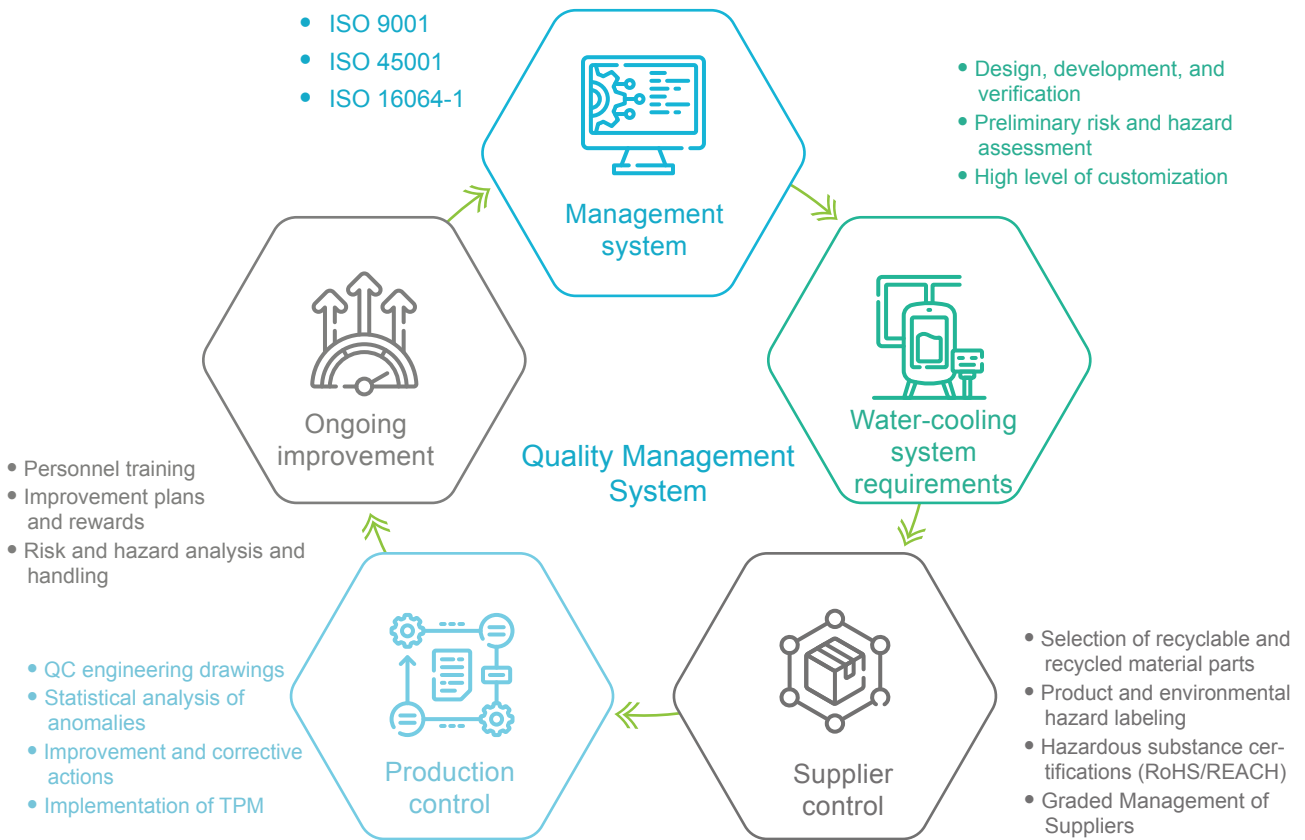 • ISO 9001
• ISO 45001
• ISO 16064-1
Management
system
• Design, development, and
verification
• Preliminary risk and hazard
assessment
• High level of customization
Water-cooling
system
requirements
• Selection of recyclable and
recycled material parts
• Product and environmental
hazard labeling
• Hazardous substance cer-
tifications (RoHS/REACH)
• Graded Management of
Suppliers
Supplier
control
Production
control
• QC engineering drawings
• Statistical analysis of
anomalies
• Improvement and corrective
actions
• Implementation of TPM
Ongoing
improvement
• Personnel training
• Improvement plans
and rewards
• Risk and hazard analysis and
handling
Quality Management
System